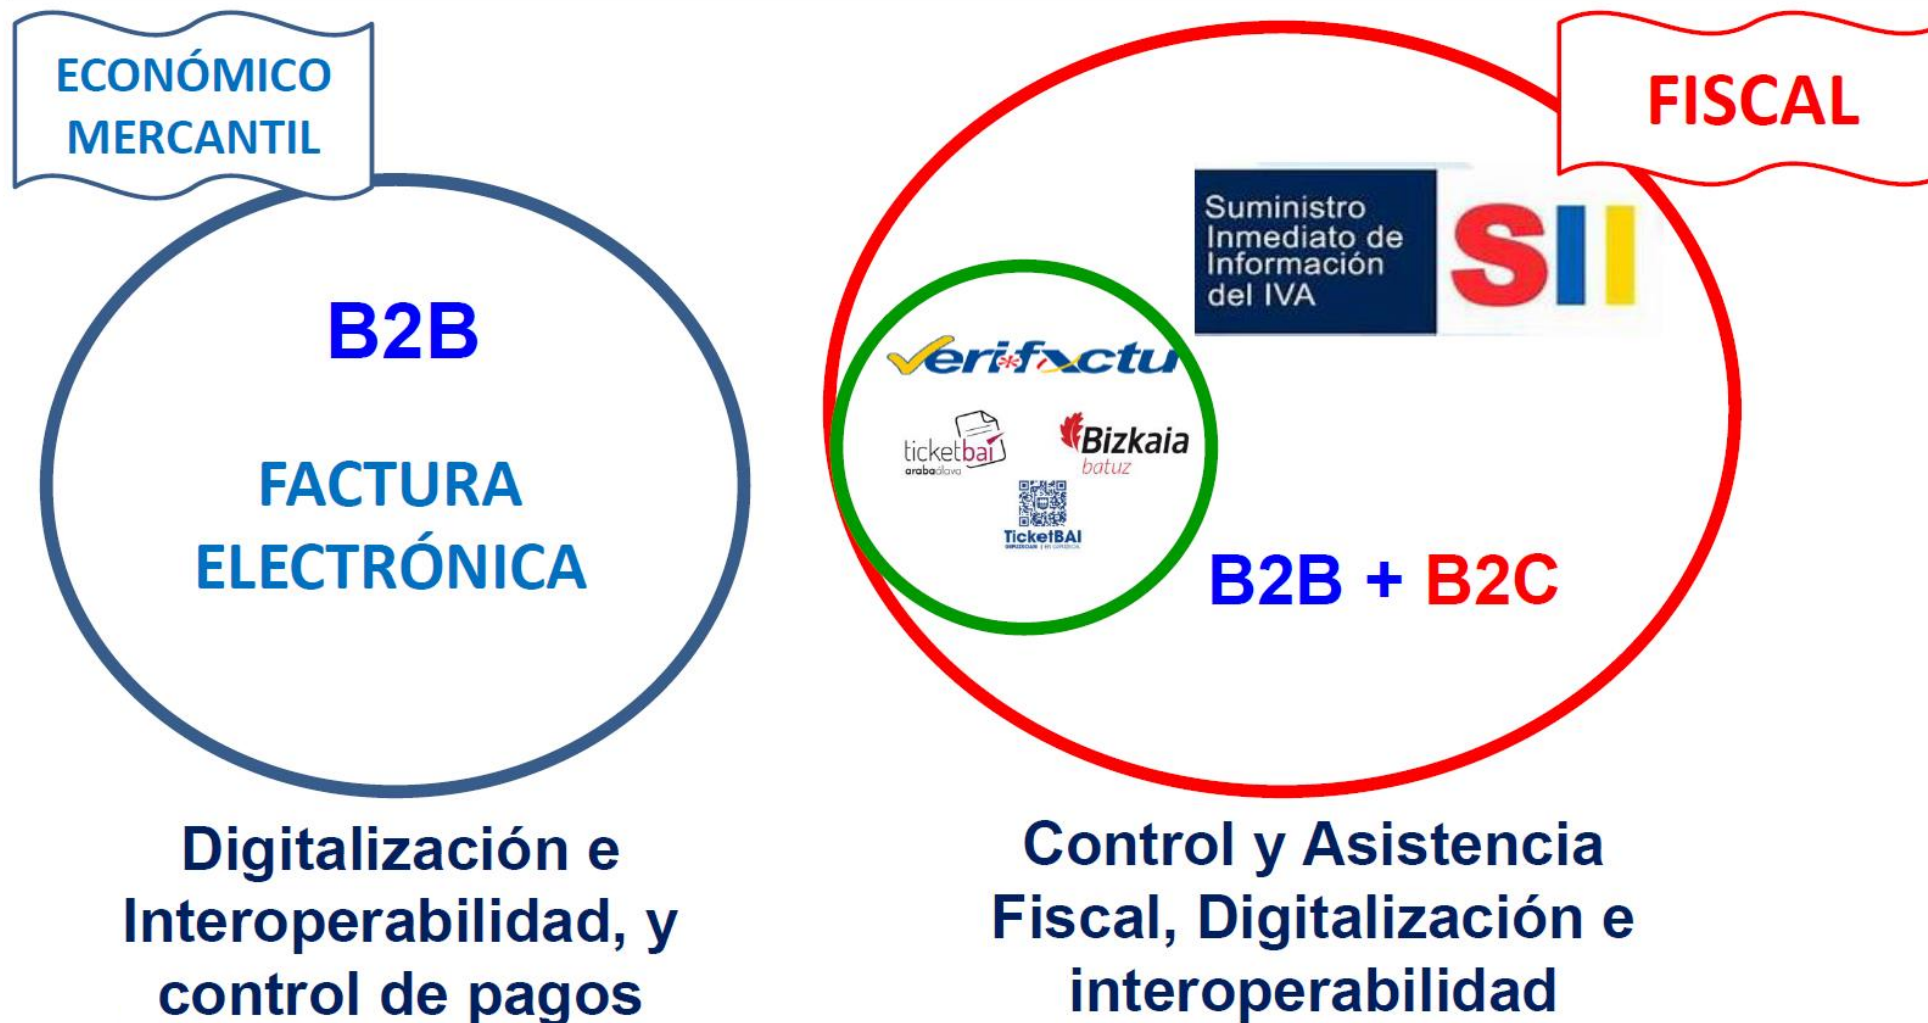 ECONÓMICO
MERCANTIL
B2B
FACTURA
ELECTRÓNICA
Digitalización e
Interoperabilidad, y
control de pagos
FISCAL
Suministro
Inmediato de
Información
del IVA
SII
Verifactu
ticketbai
arabaálava
Bizkaia
batuz
TicketBAI
B2B + B2C
Control y Asistencia
Fiscal, Digitalización e
interoperabilidad